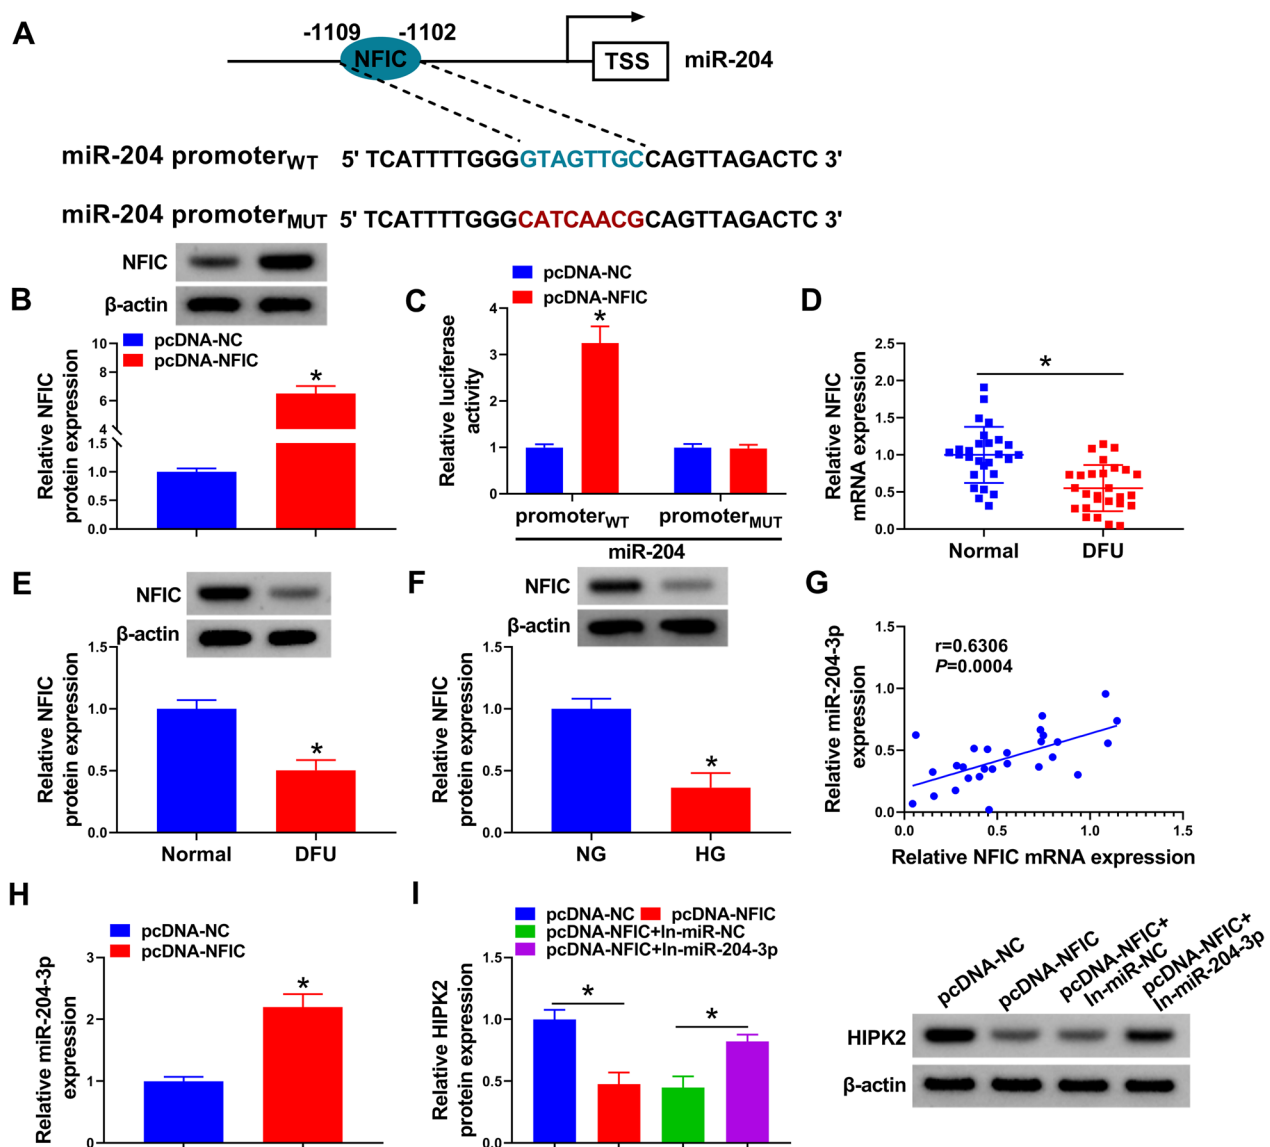 A
-1109
-1102
NFIC
TSS
miR-204
miR-204 promoterWT 5' TCATTTTGGGGTAGTTGCCAGTTAGACTC 3'
miR-204 promoterMUT 5' TCATTTTGGGCATCAACGCAGTTAGACTC 3'
B
NFIC
β-actin
pcDNA-NC
pcDNA-NFIC
Relative NFIC
protein expression
10
8
6
4
1.5
1.0
0.5
0.0
*
C
pcDNA-NC
pcDNA-NFIC
Relative luciferase
activity
4
3
2
1
0
*
promoterWT
promoterMUT
miR-204
D
Relative NFIC
mRNA expression
2.5
2.0
1.5
1.0
0.5
0.0
*
Normal
DFU
E
NFIC
β-actin
Relative NFIC
protein expression
1.5
1.0
0.5
0.0
*
Normal
DFU
F
NFIC
β-actin
Relative NFIC
protein expression
1.5
1.0
0.5
0.0
*
NG
HG
G
Relative miR-204-3p
expression
1.5
1.0
0.5
0.0
r=0.6306
P=0.0004
0.0
0.5
1.0
1.5
Relative NFIC mRNA expression
H
pcDNA-NC
pcDNA-NFIC
Relative miR-204-3p
expression
3
2
1
0
*
I
pcDNA-NC
pcDNA-NFIC
pcDNA-NFIC+In-miR-NC
pcDNA-NFIC+In-miR-204-3p
Relative HIPK2
protein expression
1.5
1.0
0.5
0.0
*
*
pcDNA-NC
pcDNA-NFIC
pcDNA-NFIC+
In-miR-NC
pcDNA-NFIC+
In-miR-204-3p
HIPK2
β-actin